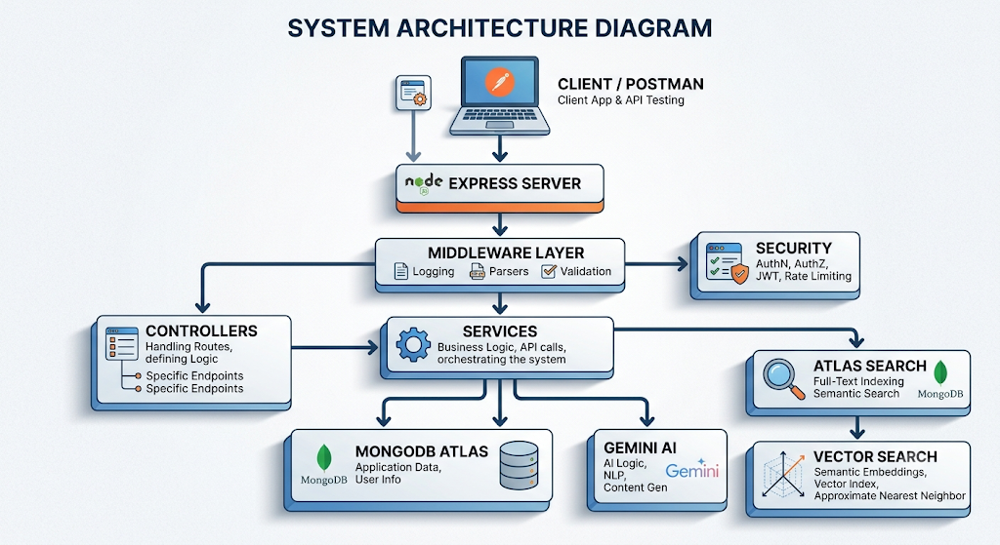 SYSTEM ARCHITECTURE DIAGRAM
CLIENT / POSTMAN
Client App & API Testing
node
JS
EXPRESS SERVER
MIDDLEWARE LAYER
Logging
Parsers
Validation
SECURITY
AuthN, AuthZ,
JWT, Rate Limiting
CONTROLLERS
Handling Routes,
defining Logic
Specific Endpoints
Specific Endpoints
SERVICES
Business Logic, API calls,
orchestrating the system
ATLAS SEARCH
Full-Text Indexing
Semantic Search
MongoDB
MONGODB ATLAS
Application Data,
User Info
MongoDB
GEMINI AI
AI Logic,
NLP,
Content Gen
Gemini
VECTOR SEARCH
Semantic Embeddings,
Vector Index,
Approximate Nearest Neighbor